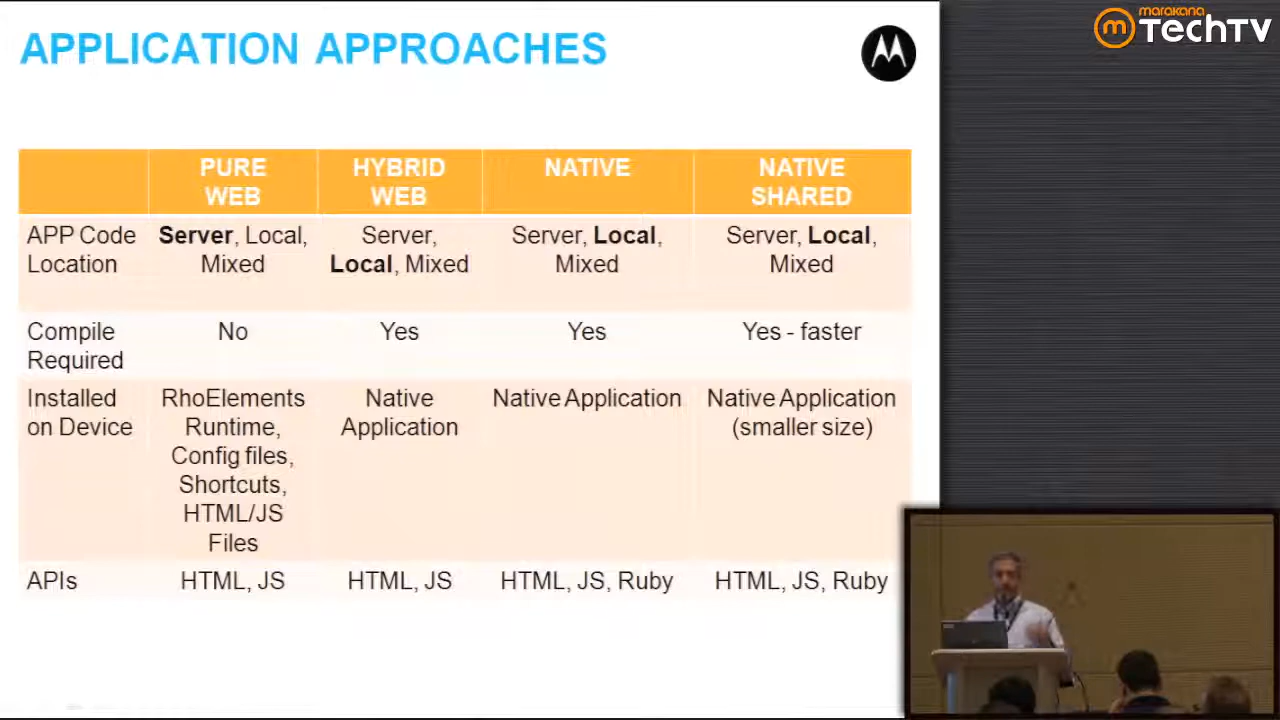 APPLICATION APPROACHES
marakana
TechTV
PURE
WEB
HYBRID
WEB
NATIVE
NATIVE
SHARED
APP Code
Location
Server, Local,
Mixed
Server,
Local, Mixed
Server, Local,
Mixed
Server, Local,
Mixed
Compile
Required
No
Yes
Yes
Yes - faster
Installed
on Device
RhoElements
Runtime,
Config files,
Shortcuts,
HTML/JS
Files
Native
Application
Native Application
Native Application
(smaller size)
APIs
HTML, JS
HTML, JS
HTML, JS, Ruby
HTML, JS, Ruby